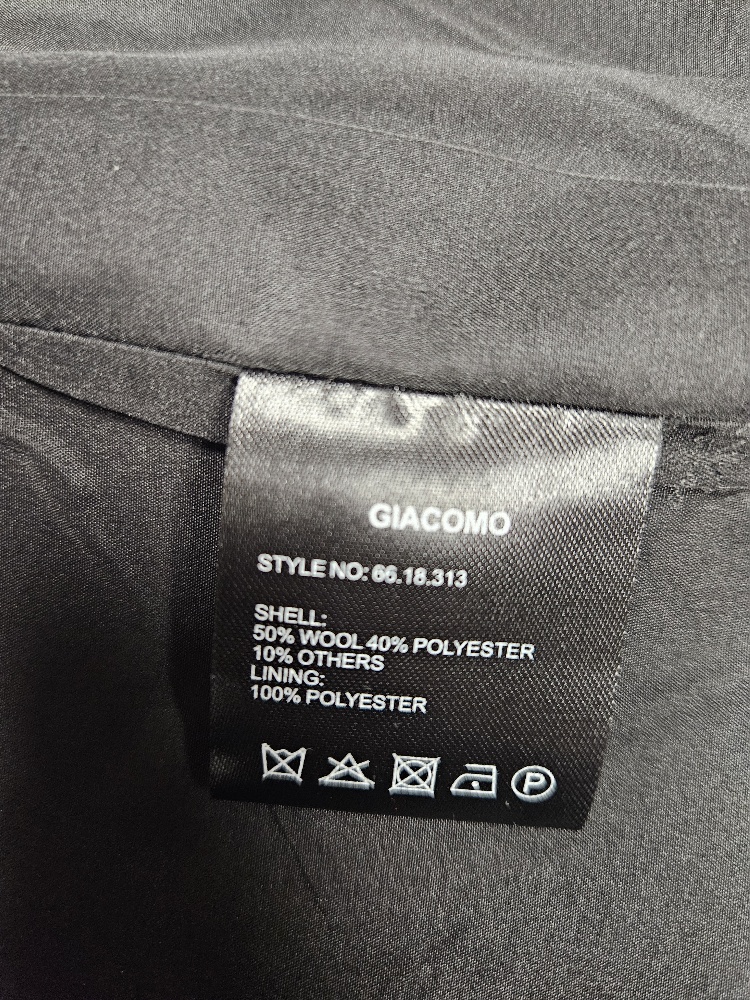 GIACOMO
STYLE NO: 66.18.313
SHELL:
50% WOOL 40% POLYESTER
10% OTHERS
LINING:
100% POLYESTER
P